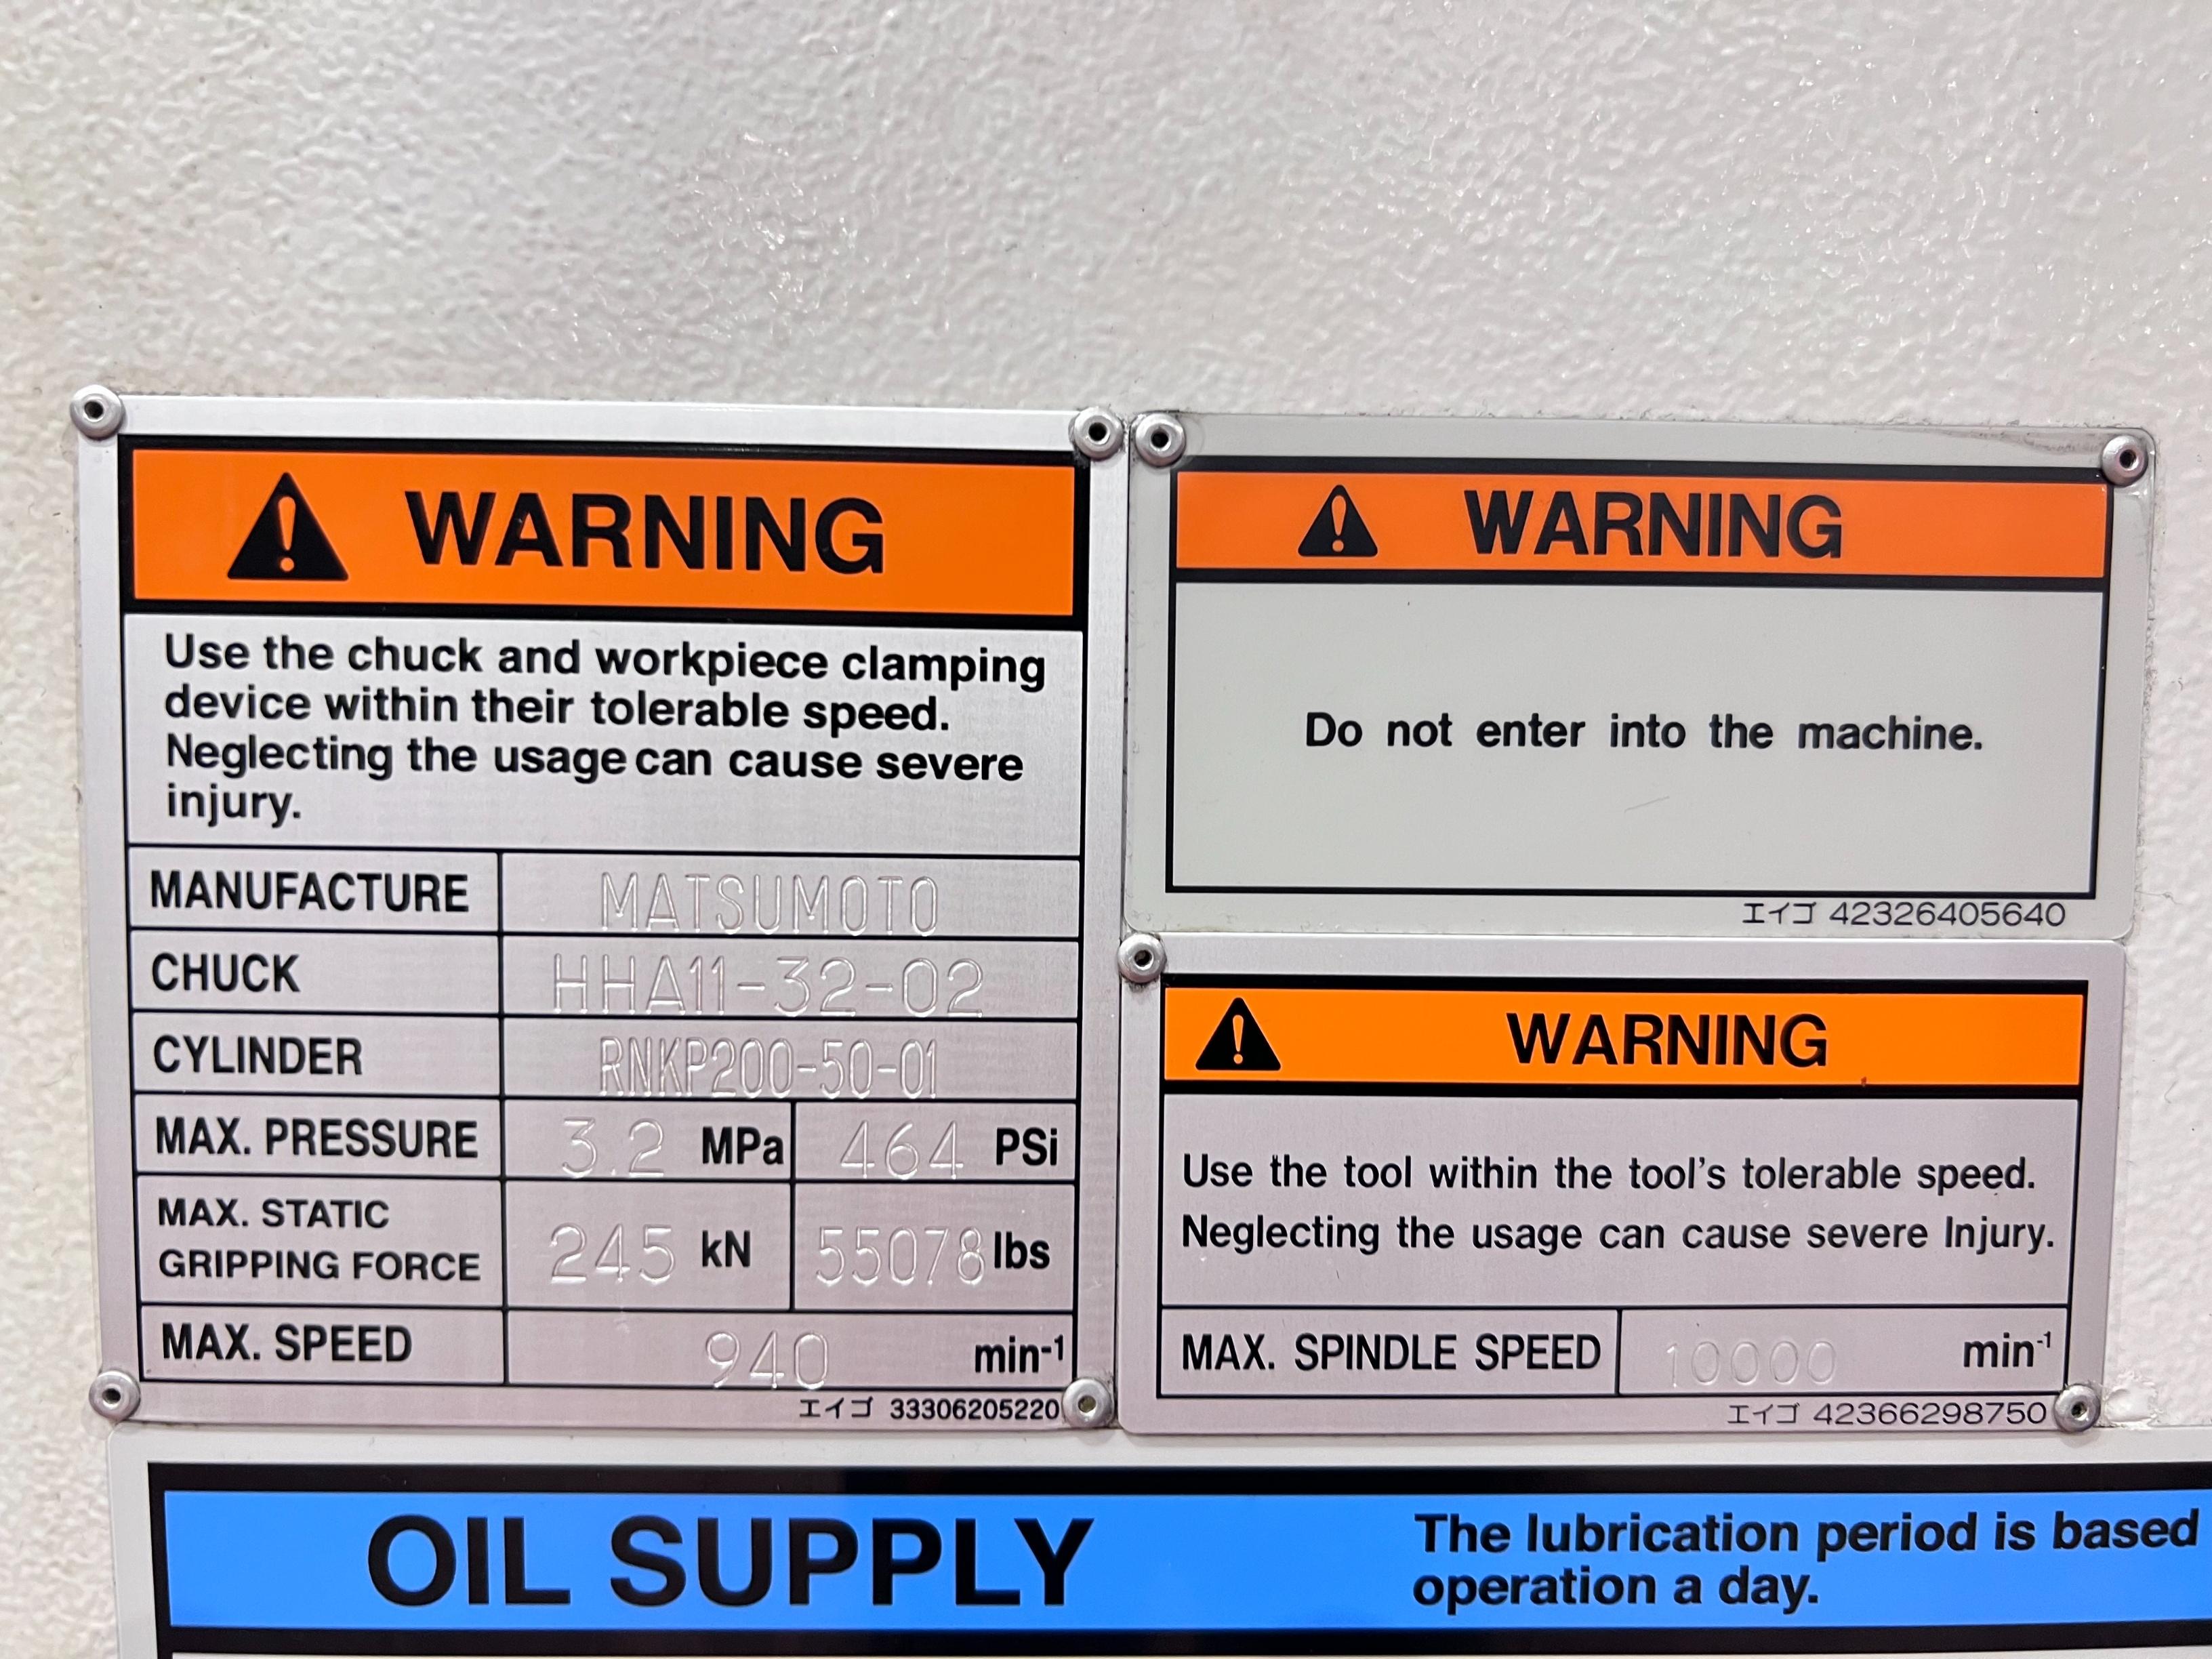 WARNING
Use the chuck and workpiece clamping
device within their tolerable speed.
Neglecting the usage can cause severe
injury.
MANUFACTURE MATSUMOTO
CHUCK HHA11-32-02
CYLINDER RNKP200-50-01
MAX. PRESSURE 3.2 MPa 464 PSi
MAX. STATIC
GRIPPING FORCE 245 kN 55078 lbs
MAX. SPEED 940 min-1
エイゴ 33306205220
WARNING
Do not enter into the machine.
エイゴ 42326405640
WARNING
Use the tool within the tool's tolerable speed.
Neglecting the usage can cause severe Injury.
MAX. SPINDLE SPEED 10000 min-1
エイゴ 42366298750
OIL SUPPLY
The lubrication period is based
operation a day.